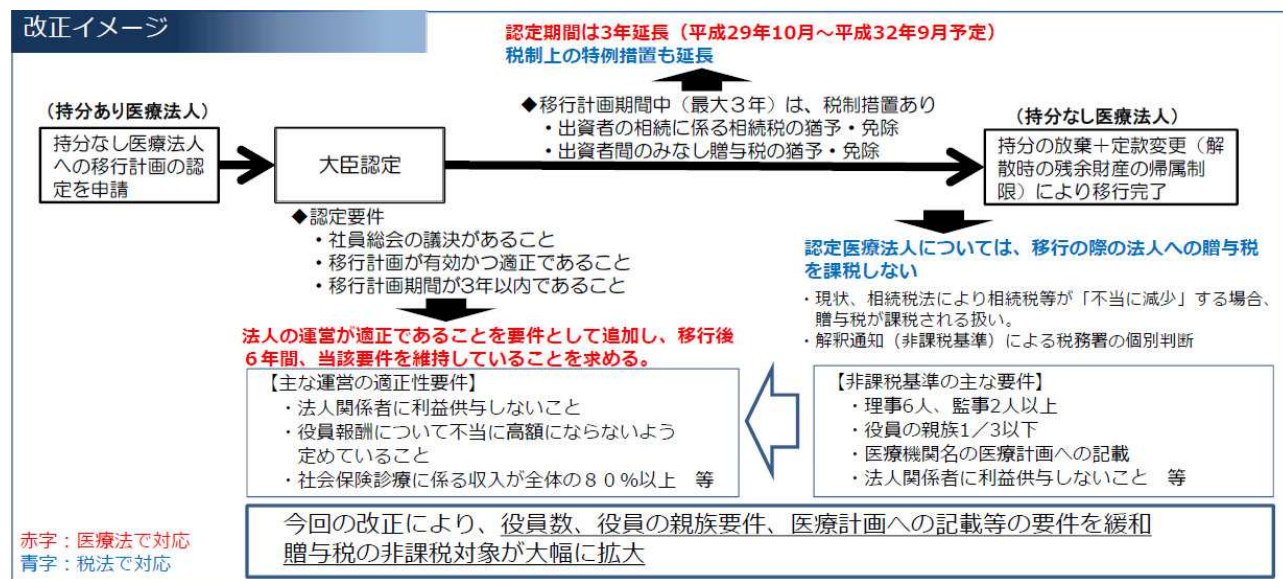 改正イメージ
認定期間は3年延長（平成29年10月～平成32年9月予定）
税制上の特例措置も延長
（持分あり医療法人）
持分なし医療法人
への移行計画の認
定を申請
大臣認定
◆移行計画期間中（最大３年）は、税制措置あり
・出資者の相続に係る相続税の猶予・免除
・出資者間のみなし贈与税の猶予・免除
（持分なし医療法人）
持分の放棄＋定款変更（解
散時の残余財産の帰属制
限）により移行完了
◆認定要件
・社員総会の議決があること
・移行計画が有効かつ適正であること
・移行計画期間が3年以内であること
認定医療法人については、移行の際の法人への贈与税
を課税しない
・現状、相続税法により相続税等が「不当に減少」する場合、
贈与税が課税される扱い。
・解釈通知（非課税基準）による税務署の個別判断
法人の運営が適正であることを要件として追加し、移行後
６年間、当該要件を維持していることを求める。
【主な運営の適正性要件】
・法人関係者に利益供与しないこと
・役員報酬について不当に高額にならないよう
定めていること
・社会保険診療に係る収入が全体の８０％以上　等
【非課税基準の主な要件】
・理事6人、監事2人以上
・役員の親族1／3以下
・医療機関名の医療計画への記載
・法人関係者に利益供与しないこと　等
今回の改正により、役員数、役員の親族要件、医療計画への記載等の要件を緩和
贈与税の非課税対象が大幅に拡大
赤字：医療法で対応
青字：税法で対応